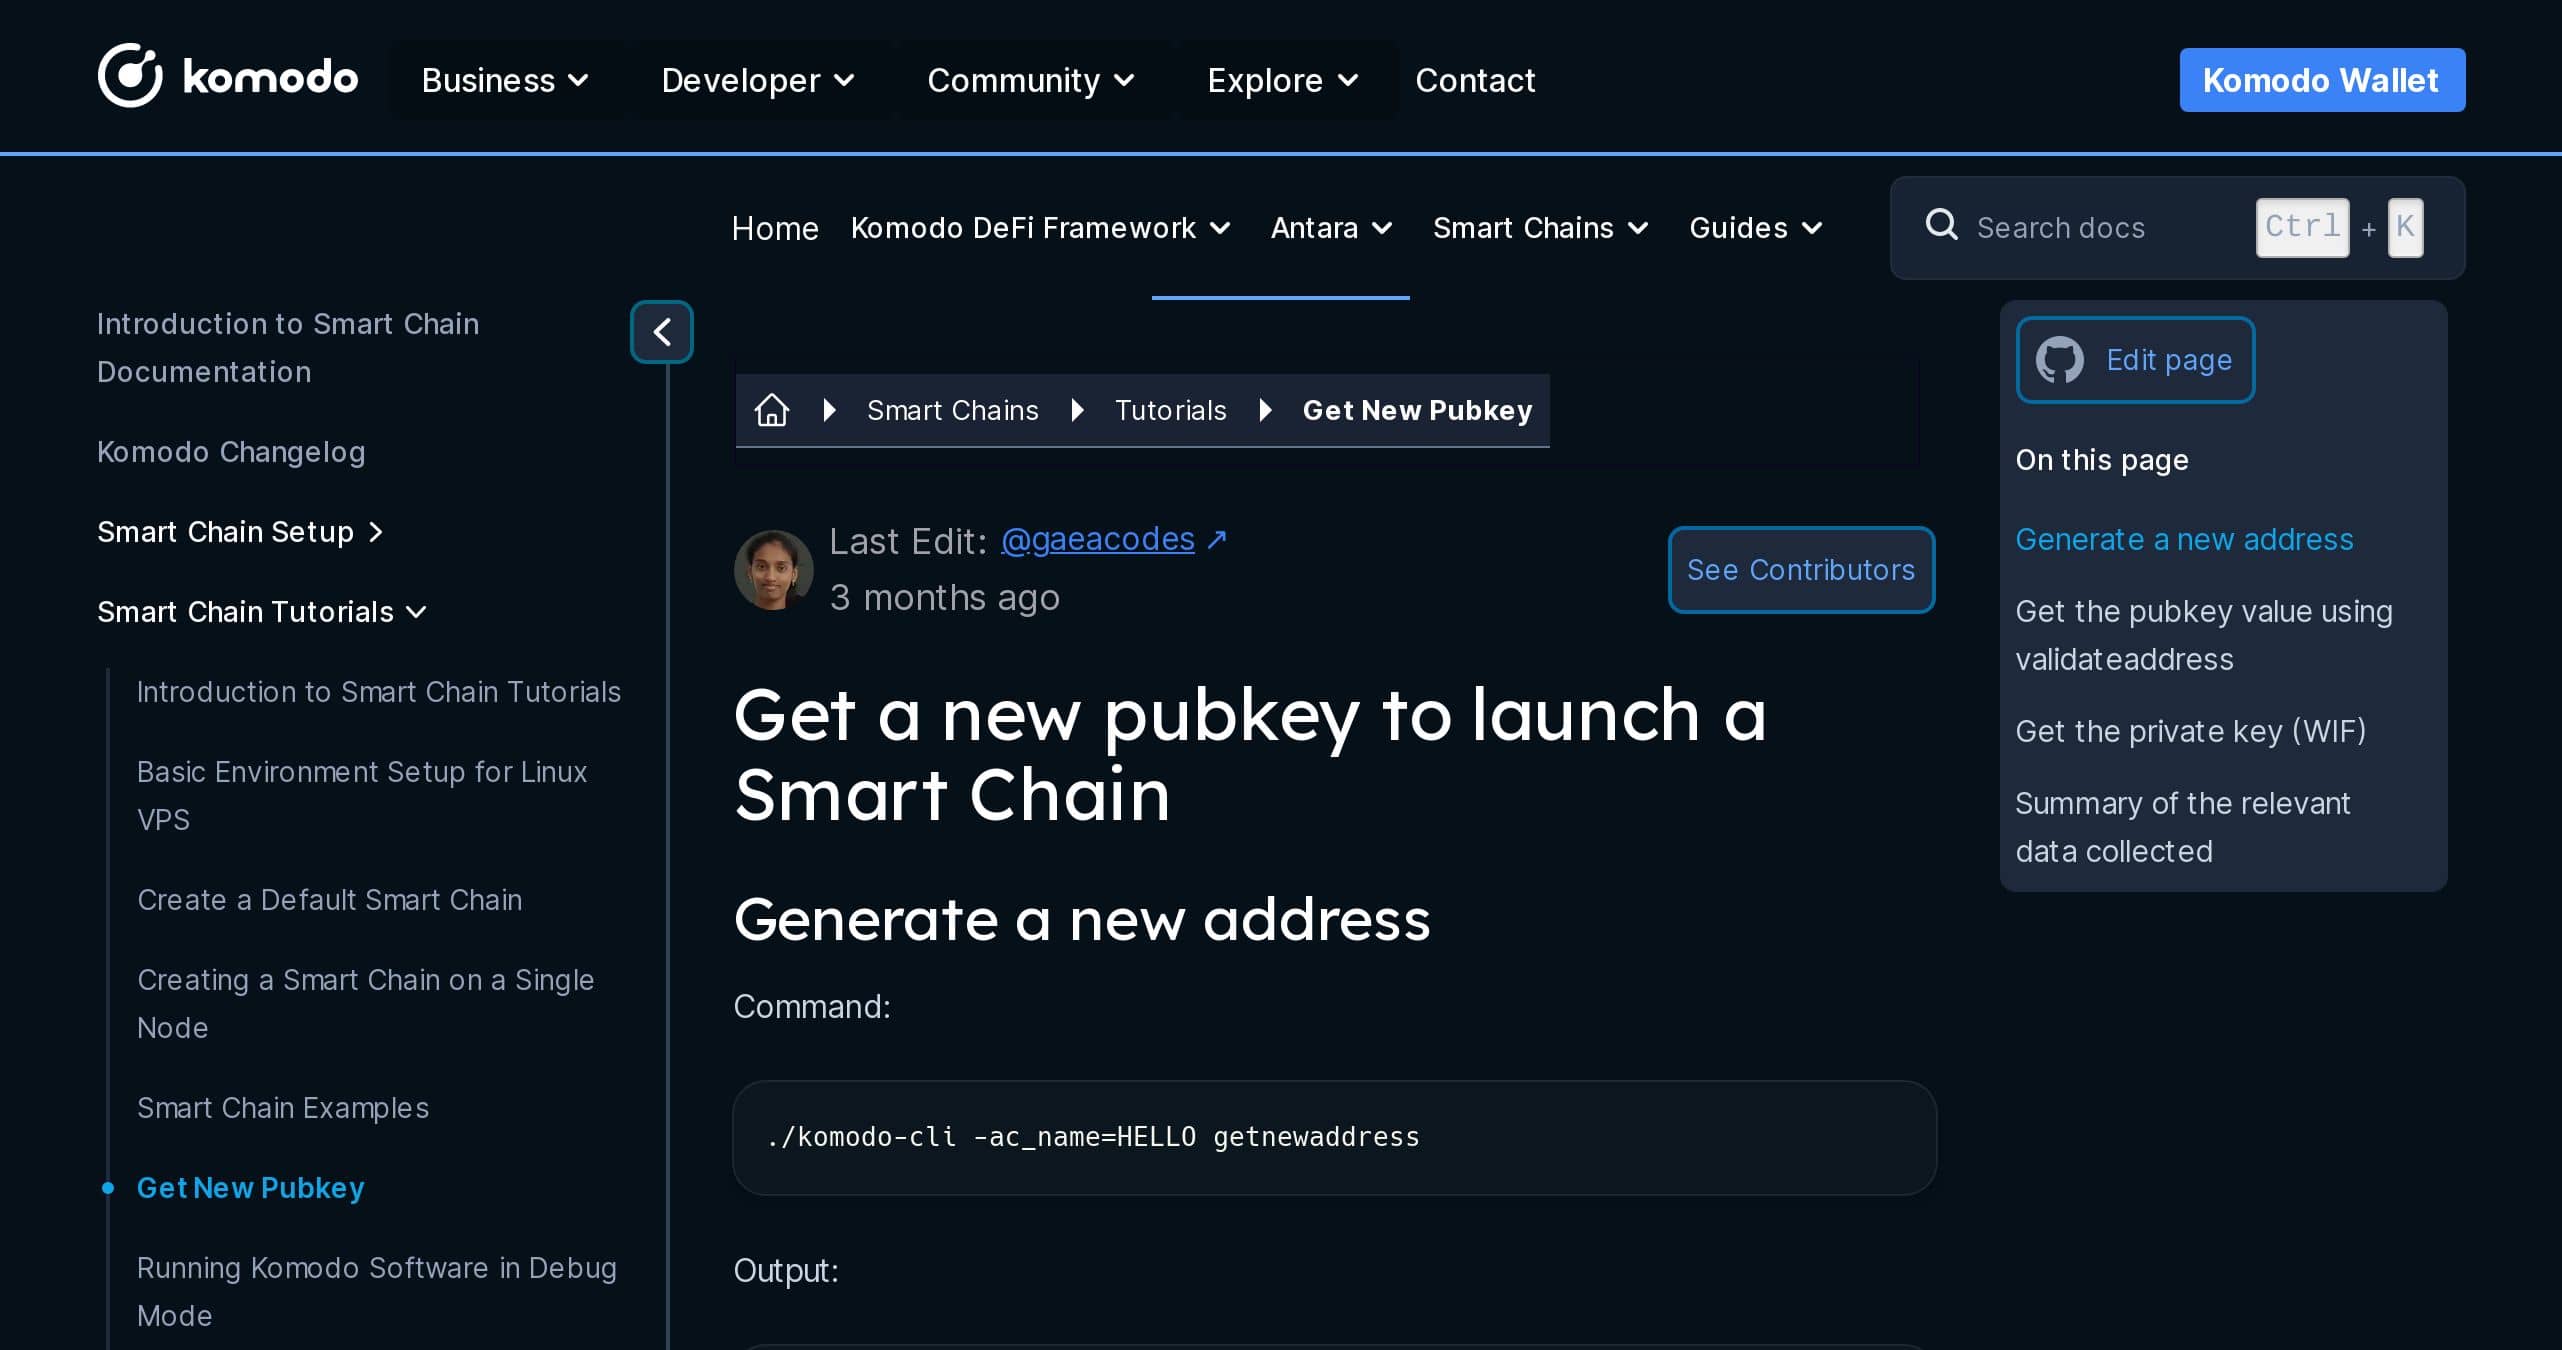 komodo
Business
Developer
Community
Explore
Contact
Komodo Wallet
Home
Komodo DeFi Framework
Antara
Smart Chains
Guides
Search docs
Ctrl + K
Introduction to Smart Chain
Documentation
Komodo Changelog
Smart Chain Setup
Smart Chain Tutorials
Introduction to Smart Chain Tutorials
Basic Environment Setup for Linux
VPS
Create a Default Smart Chain
Creating a Smart Chain on a Single
Node
Smart Chain Examples
Get New Pubkey
Running Komodo Software in Debug
Mode
Smart Chains
Tutorials
Get New Pubkey
Last Edit: @gaeacodes ↗
3 months ago
See Contributors
Get a new pubkey to launch a
Smart Chain
Generate a new address
Command:
./komodo-cli -ac_name=HELLO getnewaddress
Output:
Edit page
On this page
Generate a new address
Get the pubkey value using
validateaddress
Get the private key (WIF)
Summary of the relevant
data collected